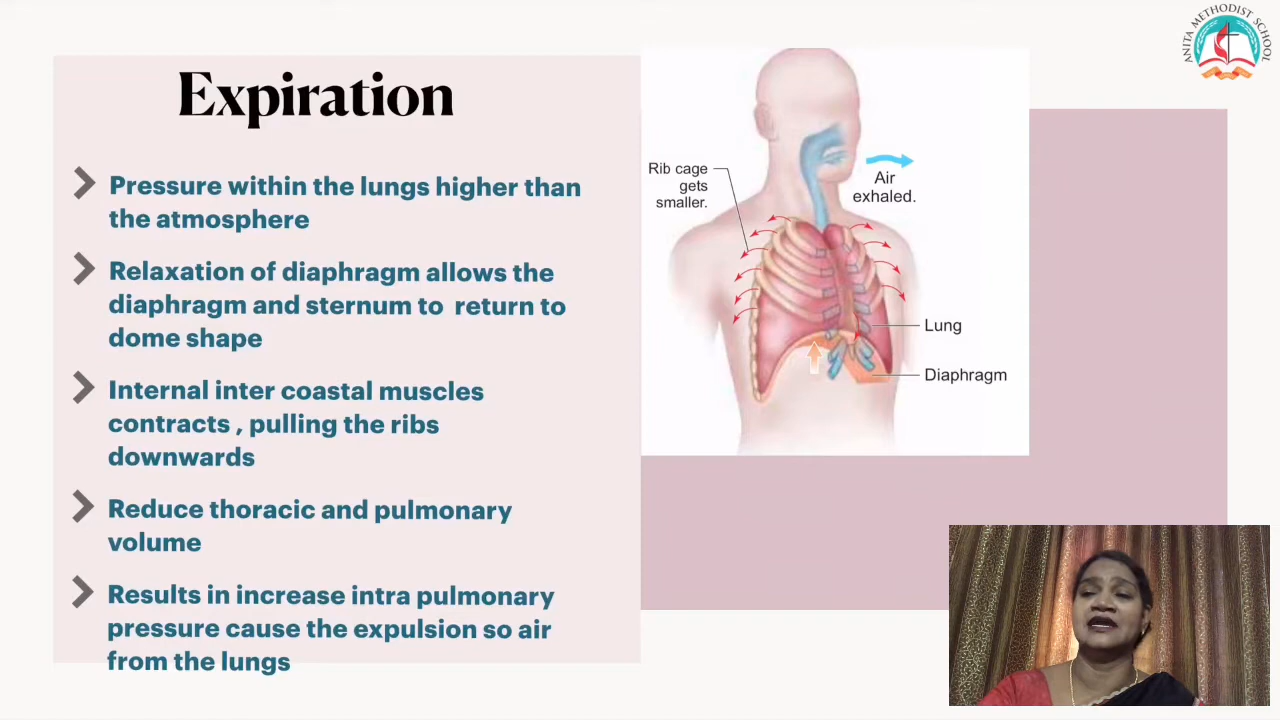 ANITA METHODIST SCHOOL
Expiration
Pressure within the lungs higher than
the atmosphere
Relaxation of diaphragm allows the
diaphragm and sternum to return to
dome shape
Internal inter coastal muscles
contracts , pulling the ribs
downwards
Reduce thoracic and pulmonary
volume
Results in increase intra pulmonary
pressure cause the expulsion so air
from the lungs
Rib cage
gets
smaller.
Air
exhaled.
Lung
Diaphragm